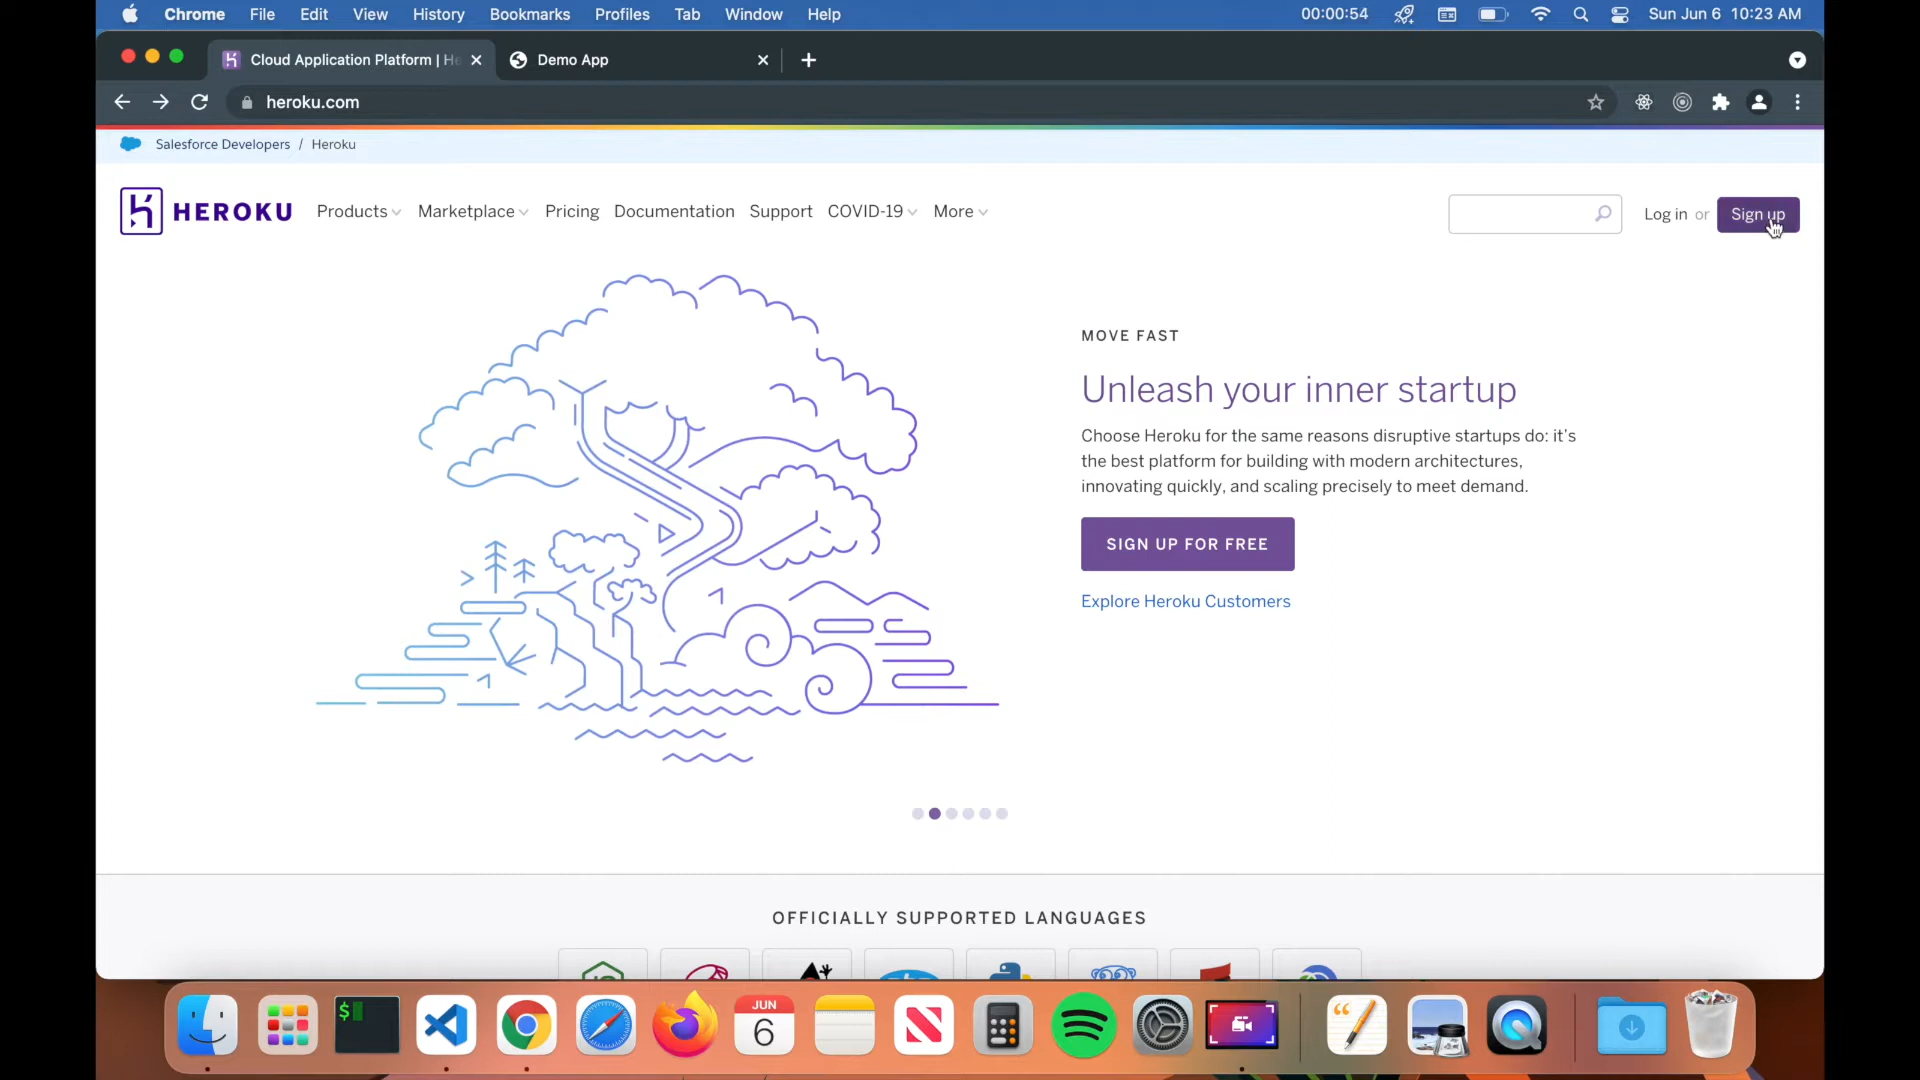 Chrome File Edit View History Bookmarks Profiles Tab Window Help 00:00:54 Sun Jun 6 10:23 AM
Cloud Application Platform | He Demo App
heroku.com
Salesforce Developers / Heroku
HEROKU Products Marketplace Pricing Documentation Support COVID-19 More Log in or Sign up
MOVE FAST
Unleash your inner startup
Choose Heroku for the same reasons disruptive startups do: it's
the best platform for building with modern architectures,
innovating quickly, and scaling precisely to meet demand.
SIGN UP FOR FREE
Explore Heroku Customers
OFFICIALLY SUPPORTED LANGUAGES
$
JUN
6